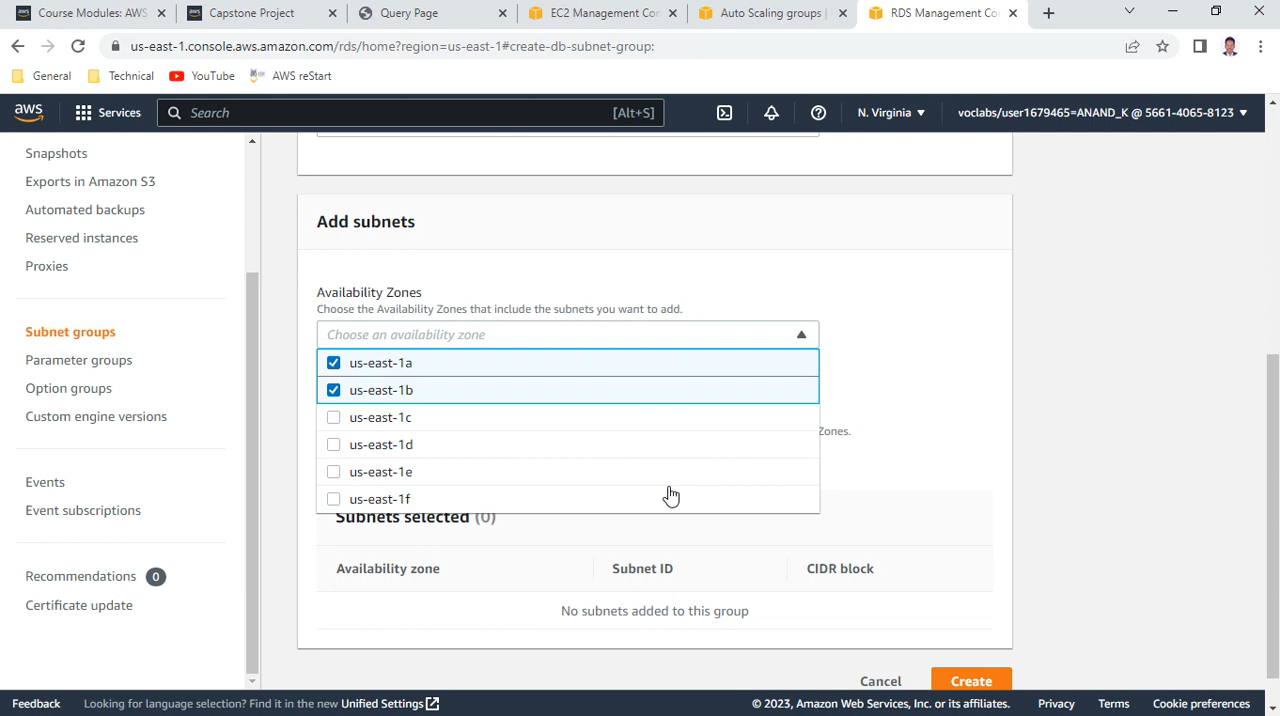 Course Modules: AWS
Capstone Project
Query Page
EC2 Management Co
Auto Scaling groups |
RDS Management Co
us-east-1.console.aws.amazon.com/rds/home?region=us-east-1#create-db-subnet-group:
General
Technical
YouTube
AWS reStart
aws
Services
Search
[Alt+S]
N. Virginia
voclabs/user1679465=ANAND_K @ 5661-4065-8123
Snapshots
Exports in Amazon S3
Automated backups
Reserved instances
Proxies
Subnet groups
Parameter groups
Option groups
Custom engine versions
Events
Event subscriptions
Recommendations 0
Certificate update
Add subnets
Availability Zones
Choose the Availability Zones that include the subnets you want to add.
Choose an availability zone
us-east-1a
us-east-1b
us-east-1c
us-east-1d
us-east-1e
us-east-1f
Zones.
Subnets selected (0)
Availability zone
Subnet ID
CIDR block
No subnets added to this group
Cancel
Create
Feedback
Looking for language selection? Find it in the new Unified Settings
© 2023, Amazon Web Services, Inc. or its affiliates.
Privacy
Terms
Cookie preferences